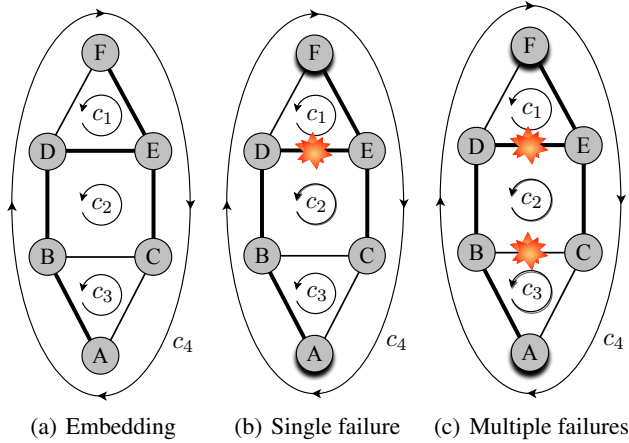 F F F
c1 c1 c1
D E D E D E
c2 c2 c2
B C B C B C
c3 c3 c3
c4 c4 c4
A A A
(a) Embedding (b) Single failure (c) Multiple failures